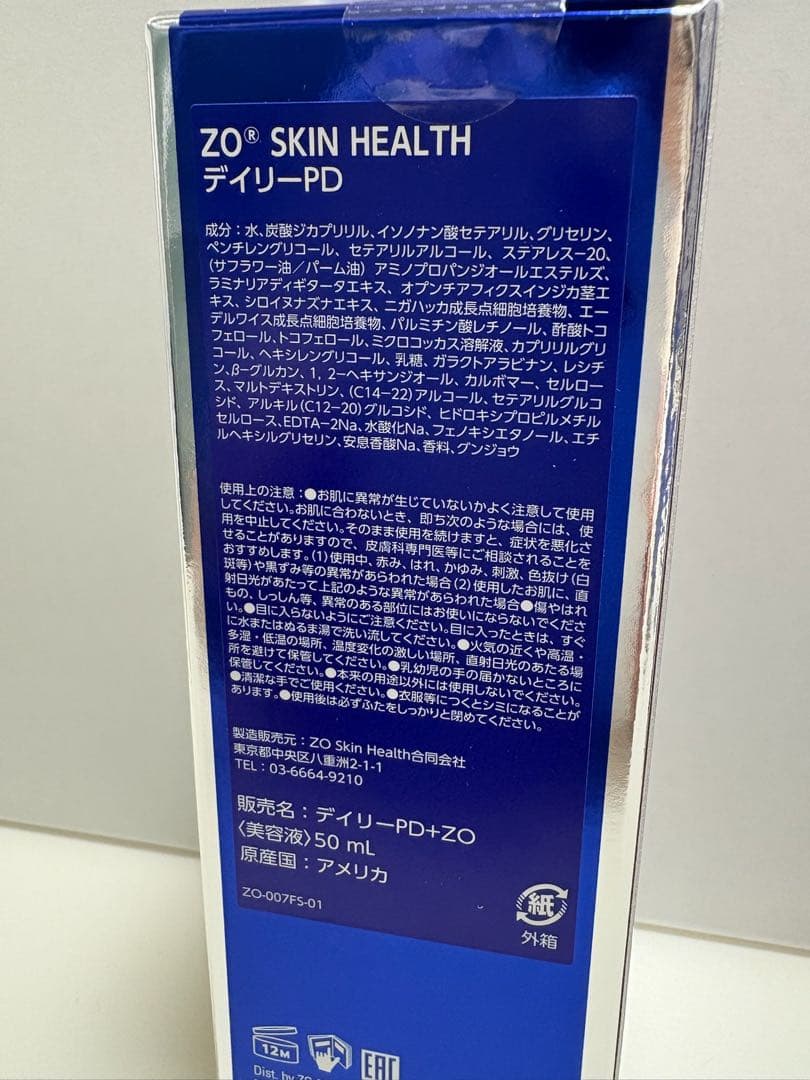 ZO® SKIN HEALTH
デイリーPD
成分：水、炭酸ジカプリリル、イソノナン酸セテアリル、グリセリン、
ペンチレングリコール、セテアリルアルコール、ステアレス-20、
(サフラワー油／パーム油) アミノプロパンジオールエステルズ、
ラミナリアディギタータエキス、オプンチアフィクスインジカ茎エ
キス、シロイヌナズナエキス、ニガハッカ成長点細胞培養物、エー
デルワイス成長点細胞培養物、パルミチン酸レチノール、酢酸トコ
フェロール、トコフェロール、ミクロコッカス溶解液、カプリリルグリ
コール、ヘキシレングリコール、乳糖、ガラクトアラビナン、レシチ
ン、β-グルカン、1, 2-ヘキサンジオール、カルボマー、セルロー
ス、マルトデキストリン、(C14-22)アルコール、セテアリルグルコ
シド、アルキル(C12-20)グルコシド、ヒドロキシプロピルメチル
セルロース、EDTA-2Na、水酸化Na、フェノキシエタノール、エチ
ルヘキシルグリセリン、安息香酸Na、香料、グンジョウ
使用上の注意：●お肌に異常が生じていないかよく注意して使用
してください。お肌に合わないとき、即ち次のような場合には、使
用を中止してください。そのまま使用を続けますと、症状を悪化さ
せることがありますので、皮膚科専門医等にご相談されることを
おすすめします。(1)使用中、赤み、はれ、かゆみ、刺激、色抜け(白
斑等)や黒ずみ等の異常があらわれた場合(2)使用したお肌に、直
射日光があたって上記のような異常があらわれた場合●傷やはれ
もの、しっしん等、異常のある部位にはお使いにならないでくださ
い。●目に入らないようにご注意ください。目に入ったときは、すぐ
に水またはぬるま湯で洗い流してください。●火気の近くや高温・
多湿・低温の場所、温度変化の激しい場所、直射日光のあたる場
所を避けて保管してください。●乳幼児の手の届かないところに
保管してください。●本来の用途以外には使用しないでください。
●清潔な手でご使用ください。●衣服等につくとシミになることが
あります。●使用後は必ずふたをしっかりと閉めてください。
製造販売元：ZO Skin Health合同会社
東京都中央区八重洲2-1-1
TEL：03-6664-9210
販売名：デイリーPD+ZO
〈美容液〉50 mL
原産国：アメリカ
ZO-007FS-01
紙
外箱
12M
EAC
Dist. by ZO